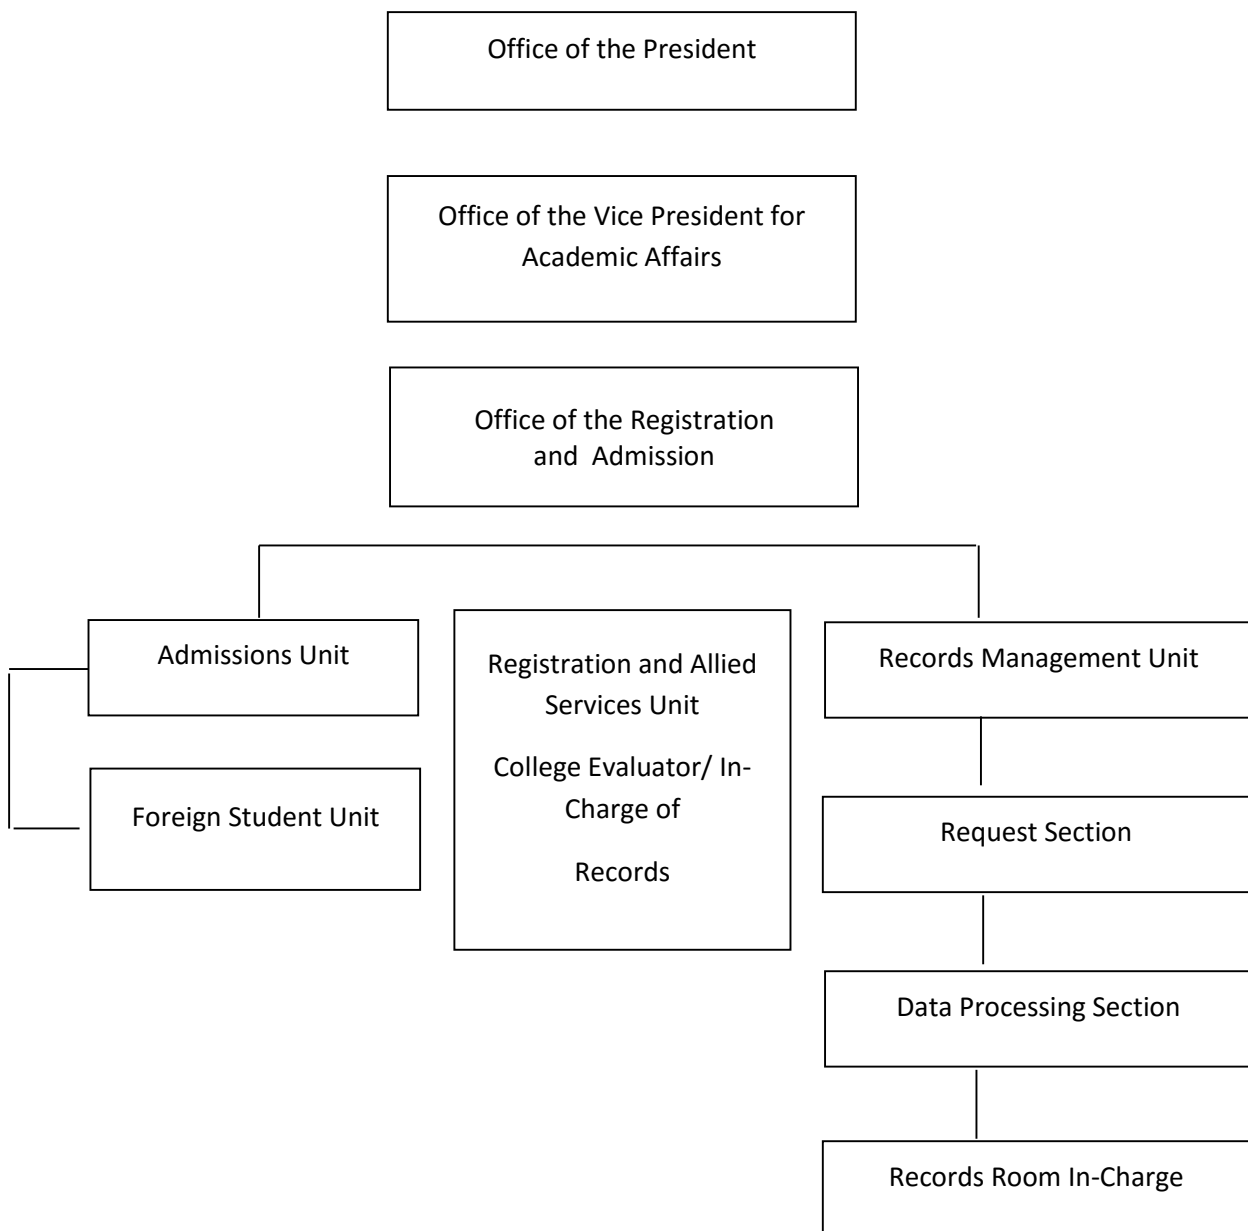 Office of the President
Office of the Vice President for
Academic Affairs
Office of the Registration
and Admission
Admissions Unit
Foreign Student Unit
Registration and Allied
Services Unit
College Evaluator/ In-
Charge of
Records
Records Management Unit
Request Section
Data Processing Section
Records Room In-Charge